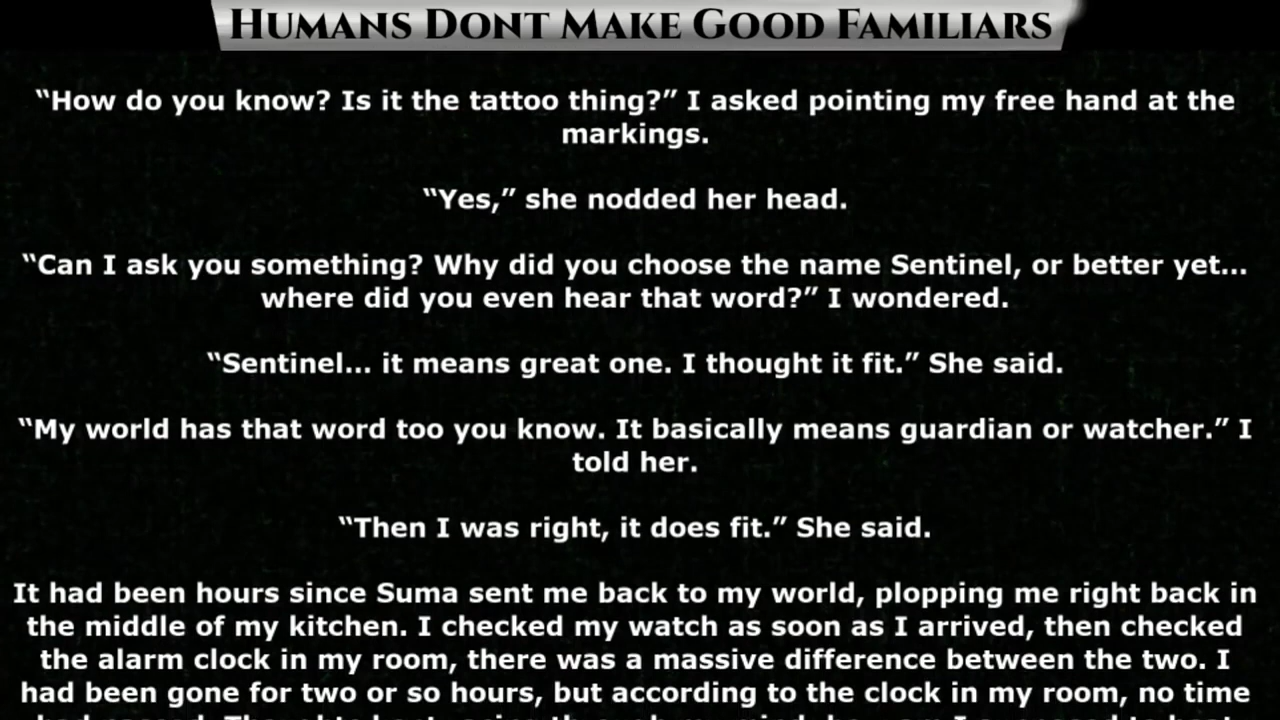 HUMANS DONT MAKE GOOD FAMILIARS
“How do you know? Is it the tattoo thing?” I asked pointing my free hand at the
markings.
“Yes,” she nodded her head.
“Can I ask you something? Why did you choose the name Sentinel, or better yet...
where did you even hear that word?” I wondered.
“Sentinel... it means great one. I thought it fit.” She said.
“My world has that word too you know. It basically means guardian or watcher.” I
told her.
“Then I was right, it does fit.” She said.
It had been hours since Suma sent me back to my world, plopping me right back in
the middle of my kitchen. I checked my watch as soon as I arrived, then checked
the alarm clock in my room, there was a massive difference between the two. I
had been gone for two or so hours, but according to the clock in my room, no time